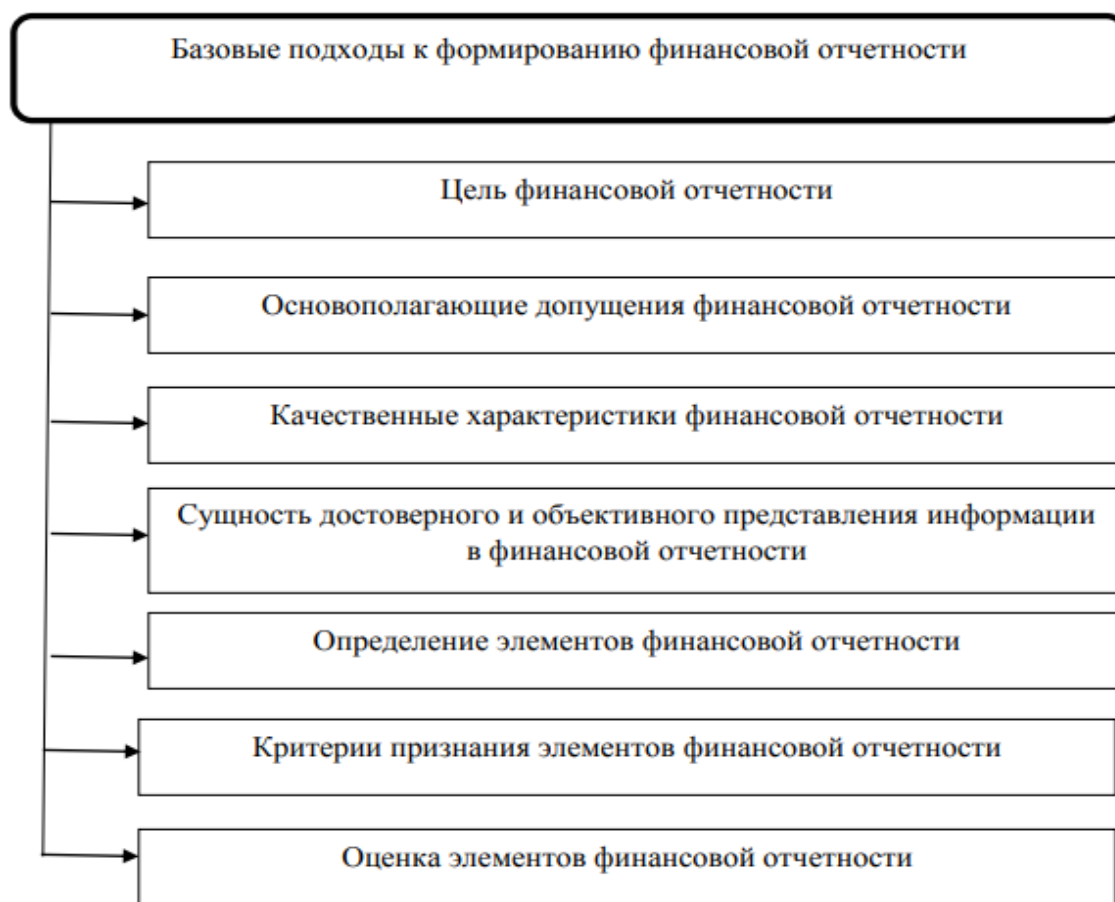 Базовые подходы к формированию финансовой отчетности
Цель финансовой отчетности
Основополагающие допущения финансовой отчетности
Качественные характеристики финансовой отчетности
Сущность достоверного и объективного представления информации
в финансовой отчетности
Определение элементов финансовой отчетности
Критерии признания элементов финансовой отчетности
Оценка элементов финансовой отчетности